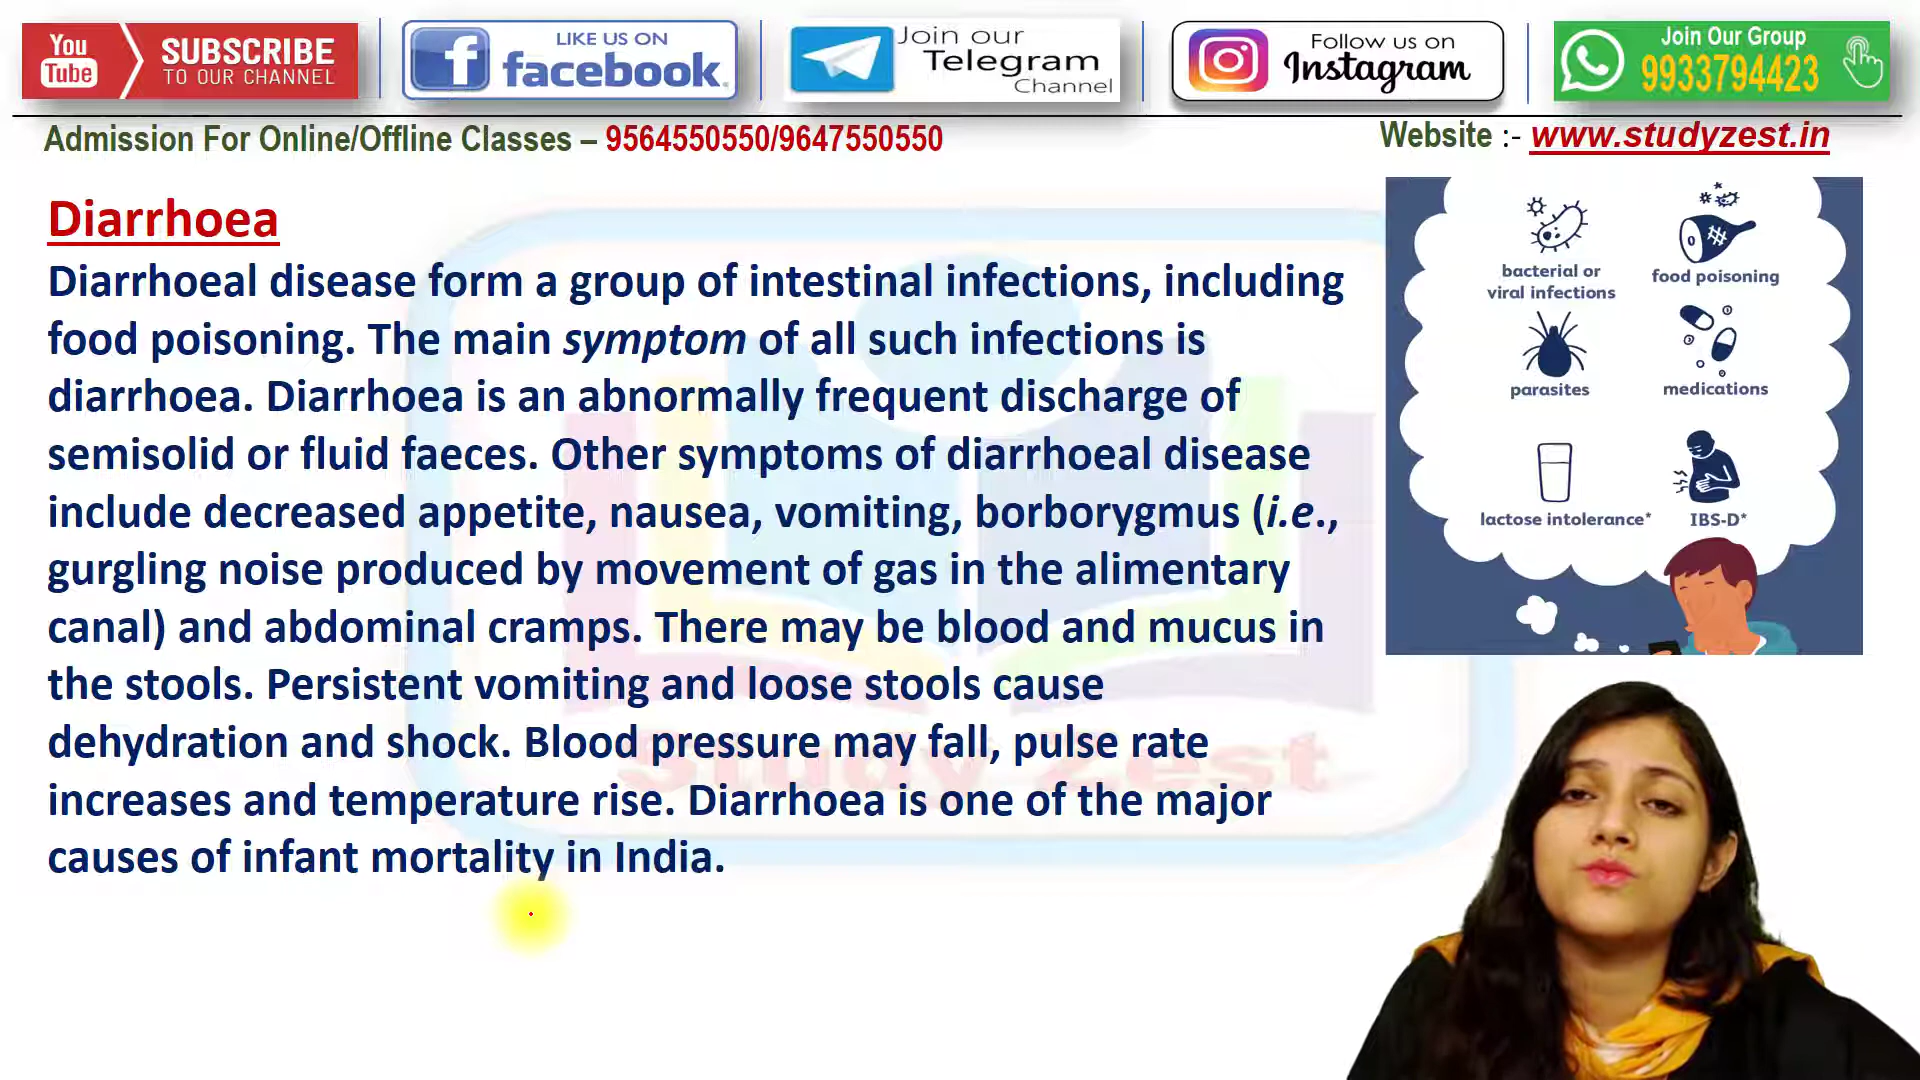 You
Tube
SUBSCRIBE
TO OUR CHANNEL
LIKE US ON
facebook.
Join our
Telegram
Channel
Follow us on
Instagram
Join Our Group
9933794423
Admission For Online/Offline Classes – 9564550550/9647550550
Website :- www.studyzest.in
Diarrhoea
Diarrhoeal disease form a group of intestinal infections, including
food poisoning. The main symptom of all such infections is
diarrhoea. Diarrhoea is an abnormally frequent discharge of
semisolid or fluid faeces. Other symptoms of diarrhoeal disease
include decreased appetite, nausea, vomiting, borborygmus (i.e.,
gurgling noise produced by movement of gas in the alimentary
canal) and abdominal cramps. There may be blood and mucus in
the stools. Persistent vomiting and loose stools cause
dehydration and shock. Blood pressure may fall, pulse rate
increases and temperature rise. Diarrhoea is one of the major
causes of infant mortality in India.
Study Zest
bacterial or
viral infections
food poisoning
parasites
medications
lactose intolerance*
IBS-D*